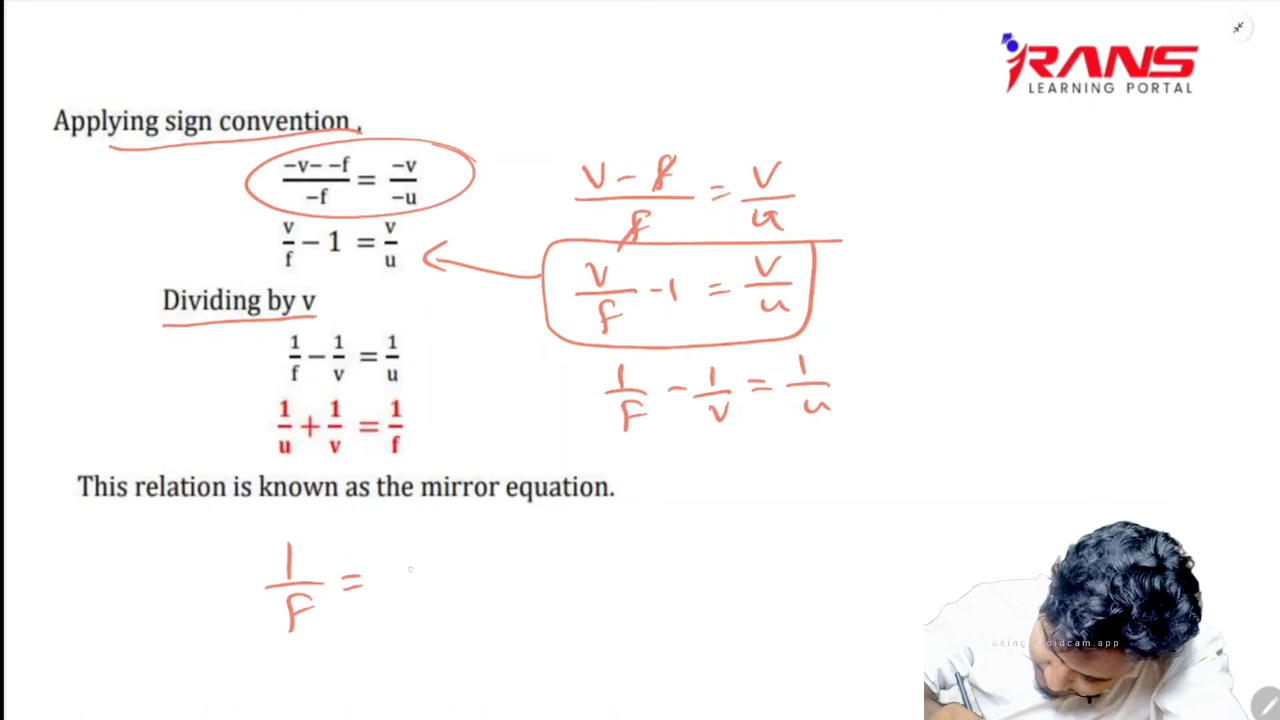 RANS
LEARNING PORTAL
Applying sign convention,
-v- -f/-f = -v/-u
v/f - 1 = v/u
Dividing by v
1/f - 1/v = 1/u
1/u + 1/v = 1/f
This relation is known as the mirror equation.
v - f/f = v/u
v/F - 1 = v/u
1/F - 1/v = 1/u
1/F =